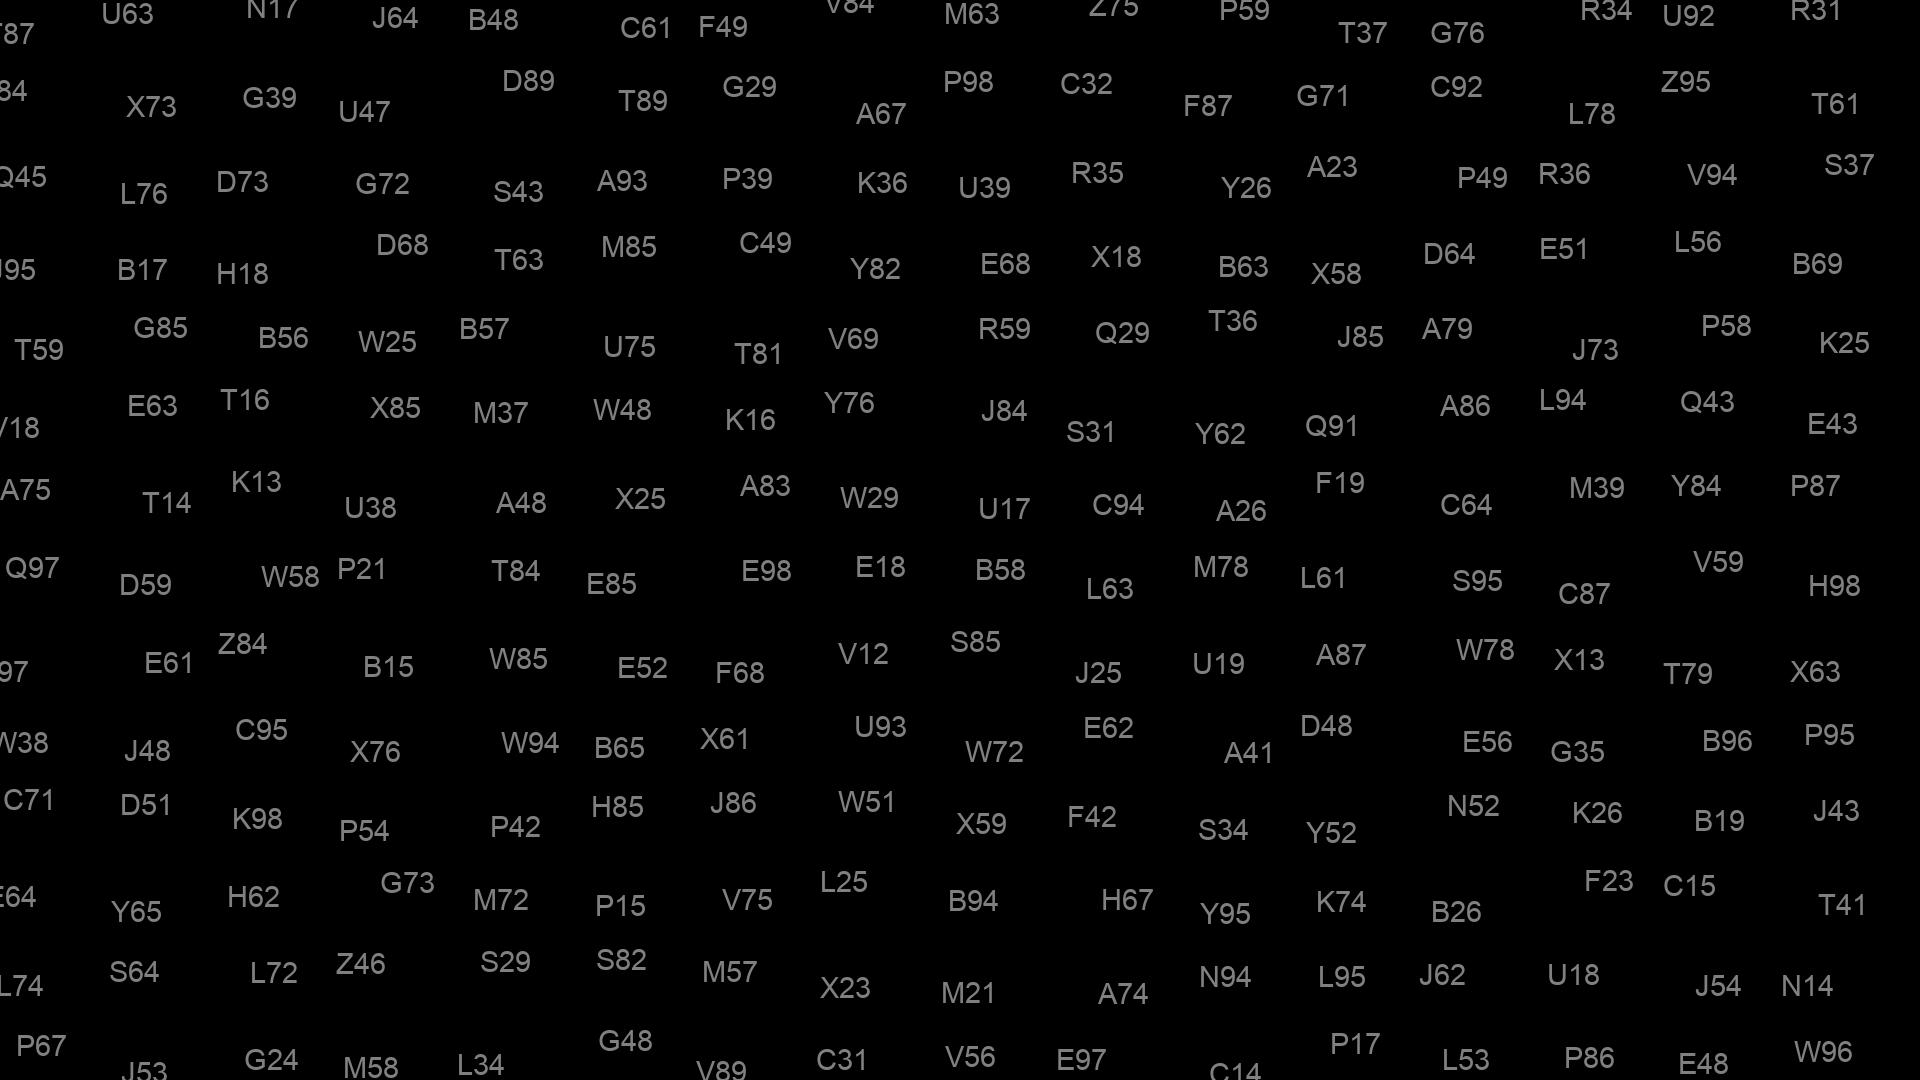 U63 N17 J64 B48 C61 F49 V84 M63 Z75 P59 T37 G76 R34 U92 R31
X73 G39 U47 D89 T89 G29 A67 P98 C32 F87 G71 C92 L78 Z95 T61
Q45 L76 D73 G72 S43 A93 P39 K36 U39 R35 Y26 A23 P49 R36 V94 S37
B17 H18 D68 T63 M85 C49 Y82 E68 X18 B63 X58 D64 E51 L56 B69
T59 G85 B56 W25 B57 U75 T81 V69 R59 Q29 T36 J85 A79 J73 P58 K25
V18 E63 T16 X85 M37 W48 K16 Y76 J84 S31 Y62 Q91 A86 L94 Q43 E43
A75 T14 K13 U38 A48 X25 A83 W29 U17 C94 A26 F19 C64 M39 Y84 P87
Q97 D59 W58 P21 T84 E85 E98 E18 B58 L63 M78 L61 S95 C87 V59 H98
E61 Z84 B15 W85 E52 F68 V12 S85 J25 U19 A87 W78 X13 T79 X63
W38 J48 C95 X76 W94 B65 X61 U93 W72 E62 A41 D48 E56 G35 B96 P95
C71 D51 K98 P54 P42 H85 J86 W51 X59 F42 S34 Y52 N52 K26 B19 J43
E64 Y65 H62 G73 M72 P15 V75 L25 B94 H67 Y95 K74 B26 F23 C15 T41
L74 S64 L72 Z46 S29 S82 M57 X23 M21 A74 N94 L95 J62 U18 J54 N14
P67 J53 G24 M58 L34 G48 V89 C31 V56 E97 C14 P17 L53 P86 E48 W96